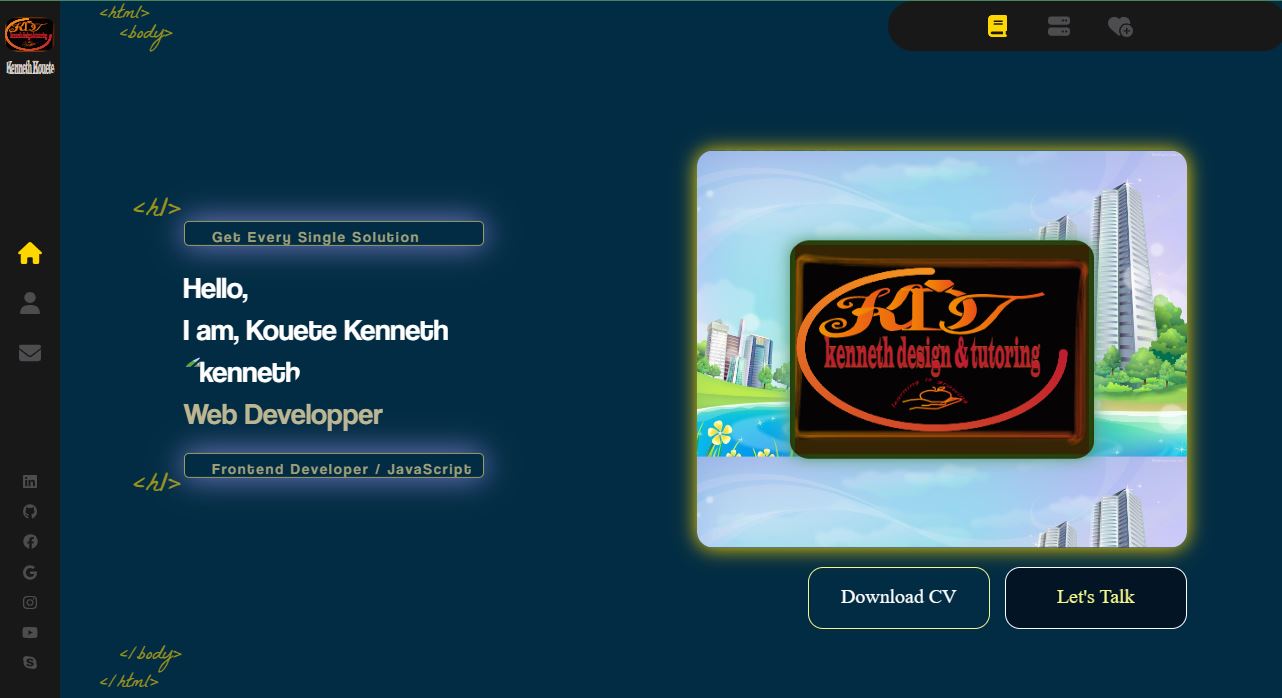 <html>
<body>
Kenneth Kouete
<h1>
Get Every Single Solution
Hello,
I am, Kouete Kenneth
kenneth
Web Developper
Frontend Developer / JavaScript
<h1>
KDT
kenneth design & tutoring
Download CV
Let's Talk
</body>
</html>